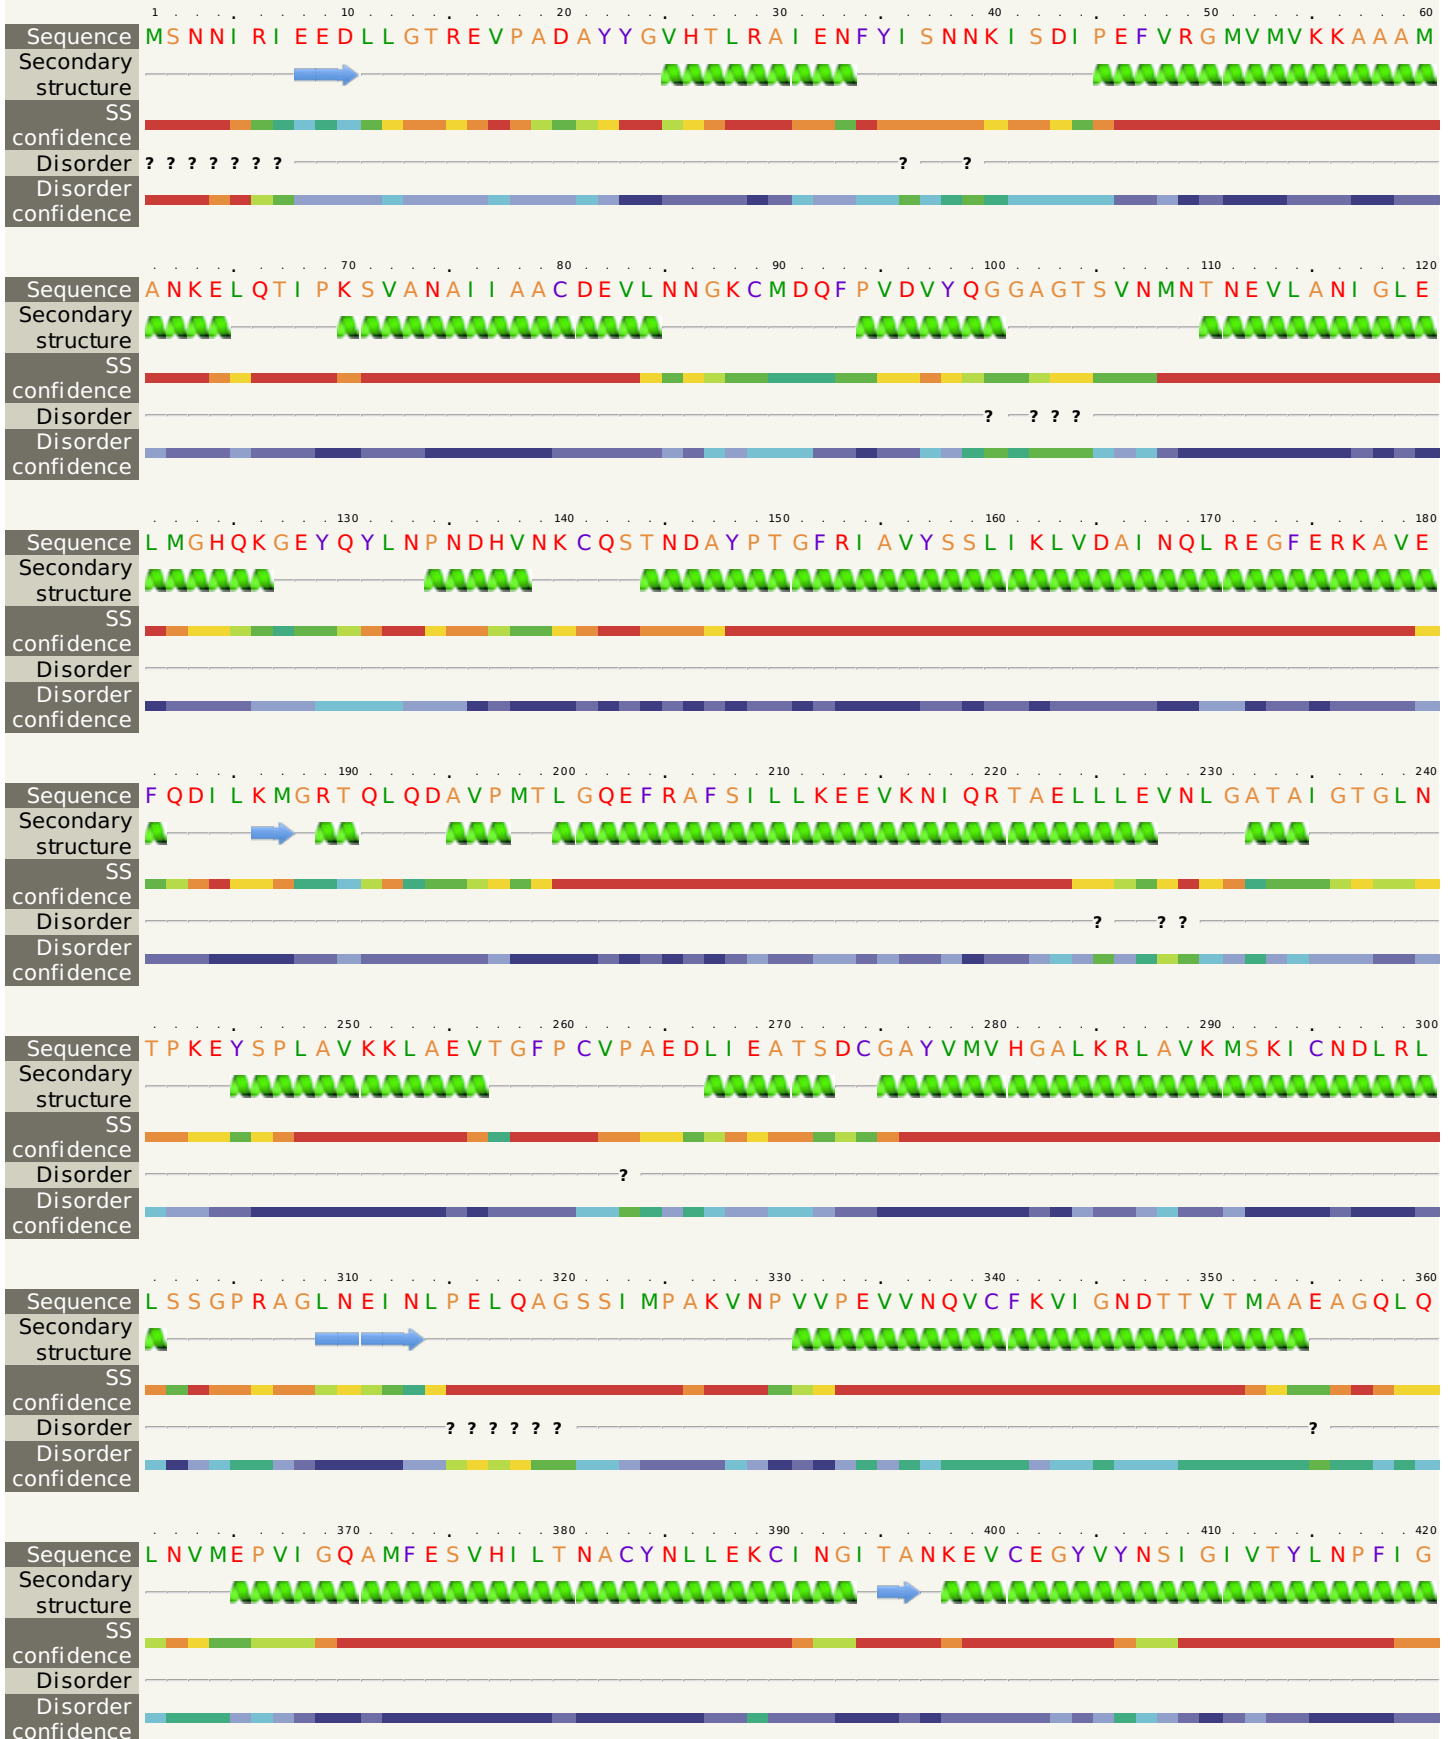 1 . . . . 10 . . . . 20 . . . . 30 . . . . 40 . . . . 50 . . . . 60
Sequence MSNNIRIEEDLLGTREVPADAYYGVHTLRAIENFYISNNKISDIPEFVRGMVMVKKAAAM
Secondary
structure
SS
confidence
Disorder ? ? ? ? ? ? ? ? ?
Disorder
confidence
. . . . 70 . . . . 80 . . . . 90 . . . . 100 . . . . 110 . . . . 120
Sequence ANKELQTIPKSVANAIIAACDEVLNNGKCMDQFPVDVYQGGAGTSVNMNTNEVLANIGLE
Secondary
structure
SS
confidence
Disorder ? ? ? ?
Disorder
confidence
. . . . 130 . . . . 140 . . . . 150 . . . . 160 . . . . 170 . . . . 180
Sequence LMGHQKGEYQYLNPNDHVNKCQSTNDAYPTGFRIAVYSSLIKLVDAINQLREGFERKAVE
Secondary
structure
SS
confidence
Disorder
Disorder
confidence
. . . . 190 . . . . 200 . . . . 210 . . . . 220 . . . . 230 . . . . 240
Sequence FQDILKMGRTQLQDAVPMTLGQEFRAFSILLKEEVKNIQRTAELLLEVNLGATAIGTGLN
Secondary
structure
SS
confidence
Disorder ? ? ?
Disorder
confidence
. . . . 250 . . . . 260 . . . . 270 . . . . 280 . . . . 290 . . . . 300
Sequence TPKEYSPLAVKKLAEVTGFPCVPAEDLIEATSDCGAYVMVHGALKRLAVKMSKICNDLRL
Secondary
structure
SS
confidence
Disorder ?
Disorder
confidence
. . . . 310 . . . . 320 . . . . 330 . . . . 340 . . . . 350 . . . . 360
Sequence LSSGPRAGLNEINLPELQAGSSIMPAKVNPVVPEVVNQVCFKVIGNDTTVTMAAEAGQLQ
Secondary
structure
SS
confidence
Disorder ? ? ? ? ? ? ?
Disorder
confidence
. . . . 370 . . . . 380 . . . . 390 . . . . 400 . . . . 410 . . . . 420
Sequence LNVMEPVIGQAMFESVHILTNACYNLLEKCINGITANKEVCEGYVYNSIGIVTYLNPFIG
Secondary
structure
SS
confidence
Disorder
Disorder
confidence